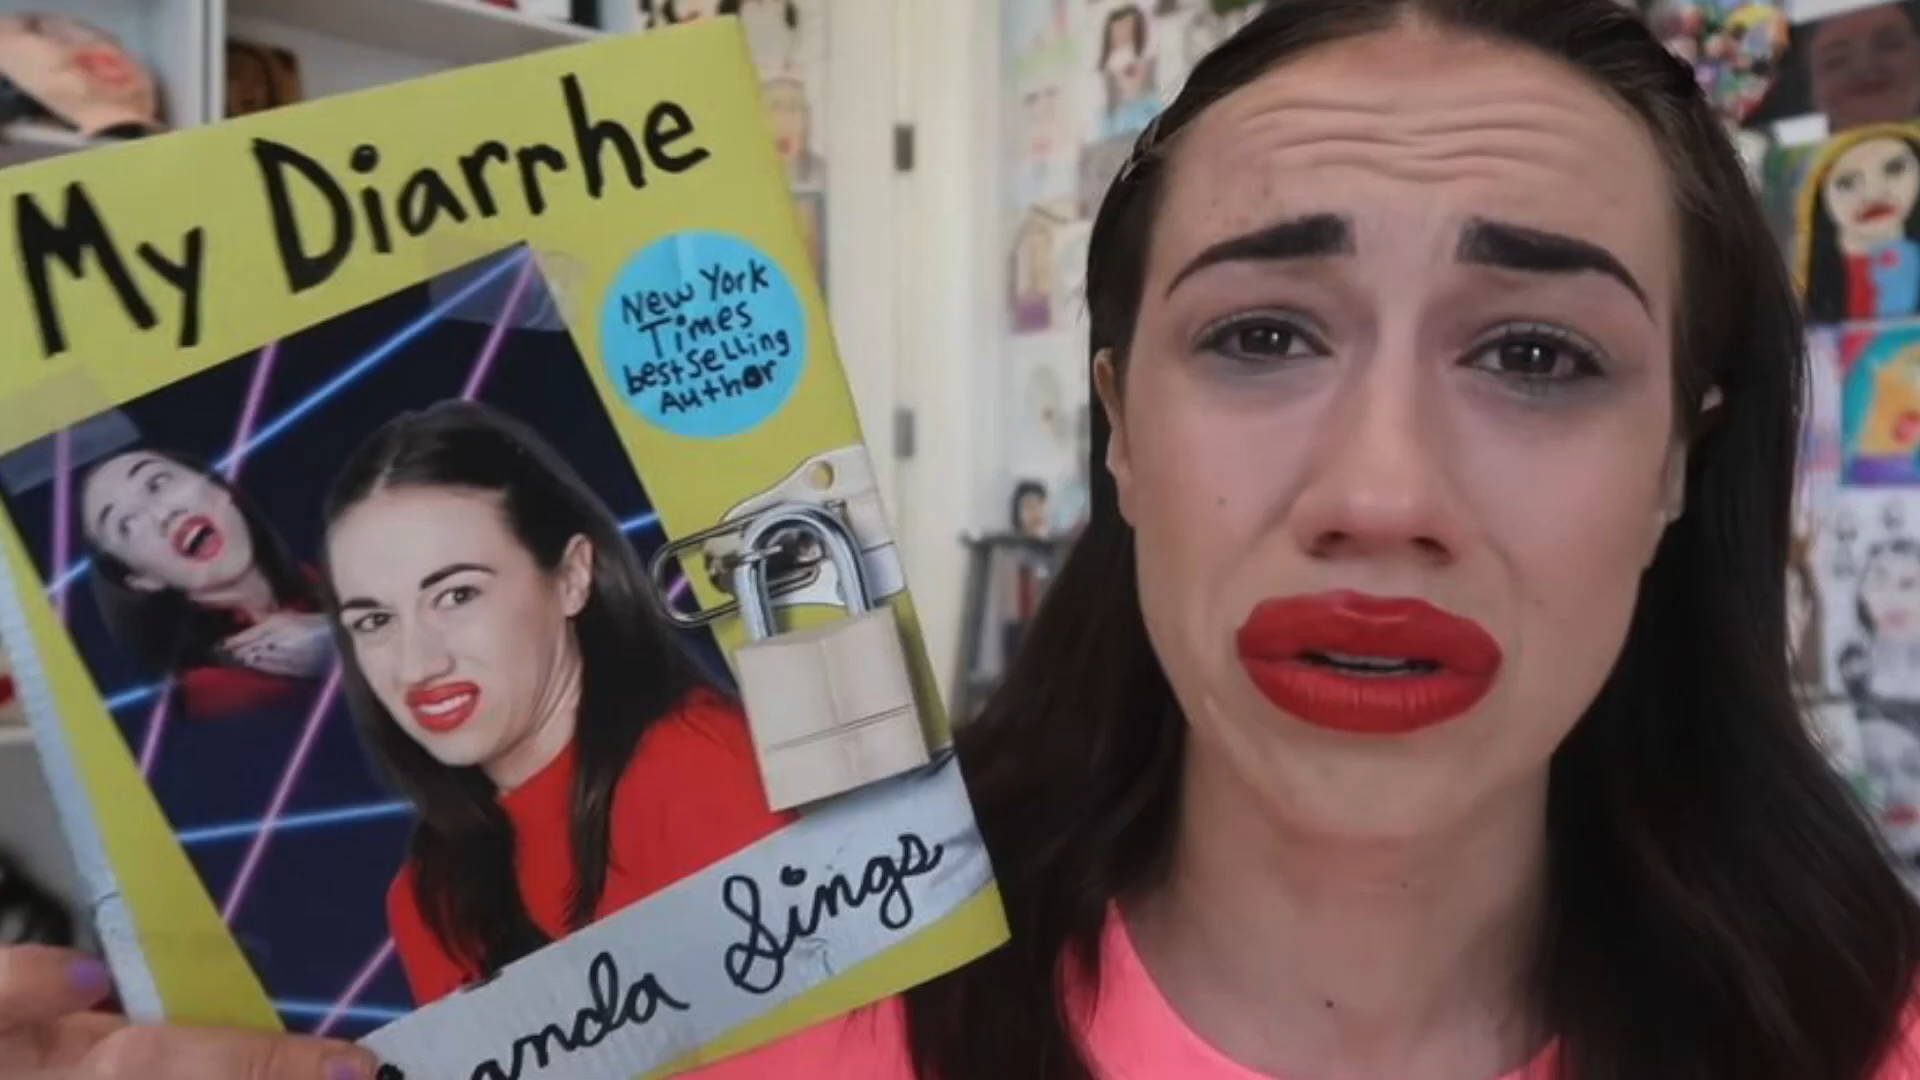 My Diarrhe
New York
Times
bestselling
Author
anda Sings